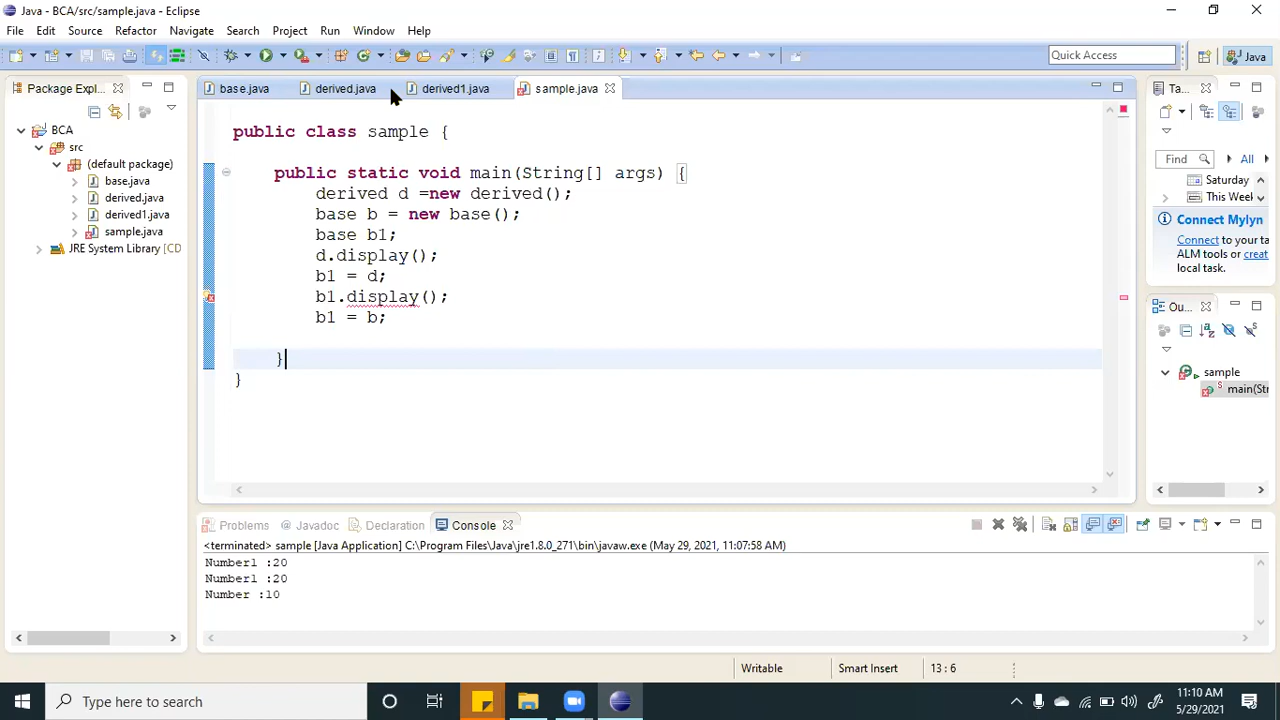 Java - BCA/src/sample.java - Eclipse
File Edit Source Refactor Navigate Search Project Run Window Help
Quick Access
Java
Package Expl...
base.java derived.java derived1.java sample.java
Ta...
BCA
src
(default package)
base.java
derived.java
derived1.java
sample.java
JRE System Library [CD
public class sample {
public static void main(String[] args) {
derived d =new derived();
base b = new base();
base b1;
d.display();
b1 = d;
b1.display();
b1 = b;
}
}
Find All
Saturday
This Week
Connect Mylyn
Connect to your ta
ALM tools or creat
local task.
Ou...
sample
main(Str
Problems Javadoc Declaration Console
<terminated> sample [Java Application] C:\Program Files\Java\jre1.8.0_271\bin\javaw.exe (May 29, 2021, 11:07:58 AM)
Number1 :20
Number1 :20
Number :10
Writable Smart Insert 13 : 6
Type here to search
11:10 AM
5/29/2021